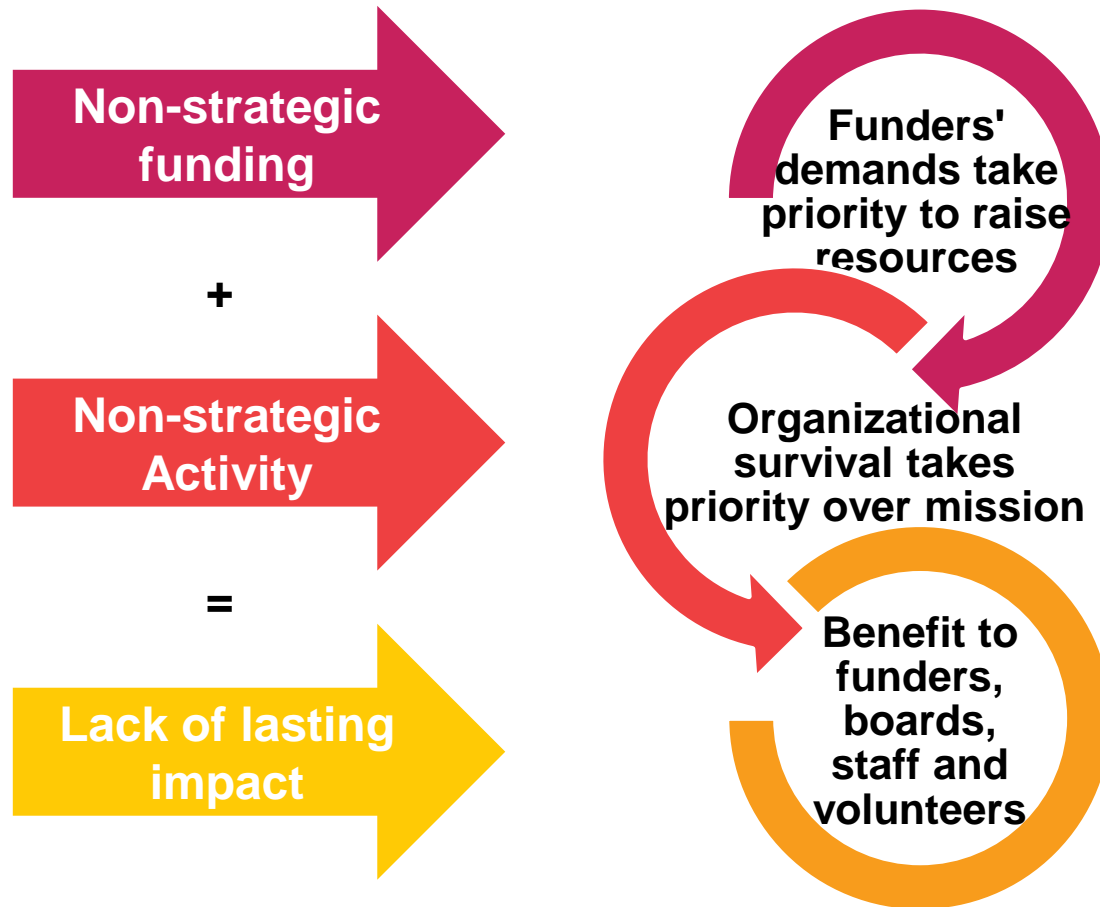 Non-strategic
funding
+
Non-strategic
Activity
=
Lack of lasting
impact
Funders'
demands take
priority to raise
resources
Organizational
survival takes
priority over mission
Benefit to
funders,
boards,
staff and
volunteers